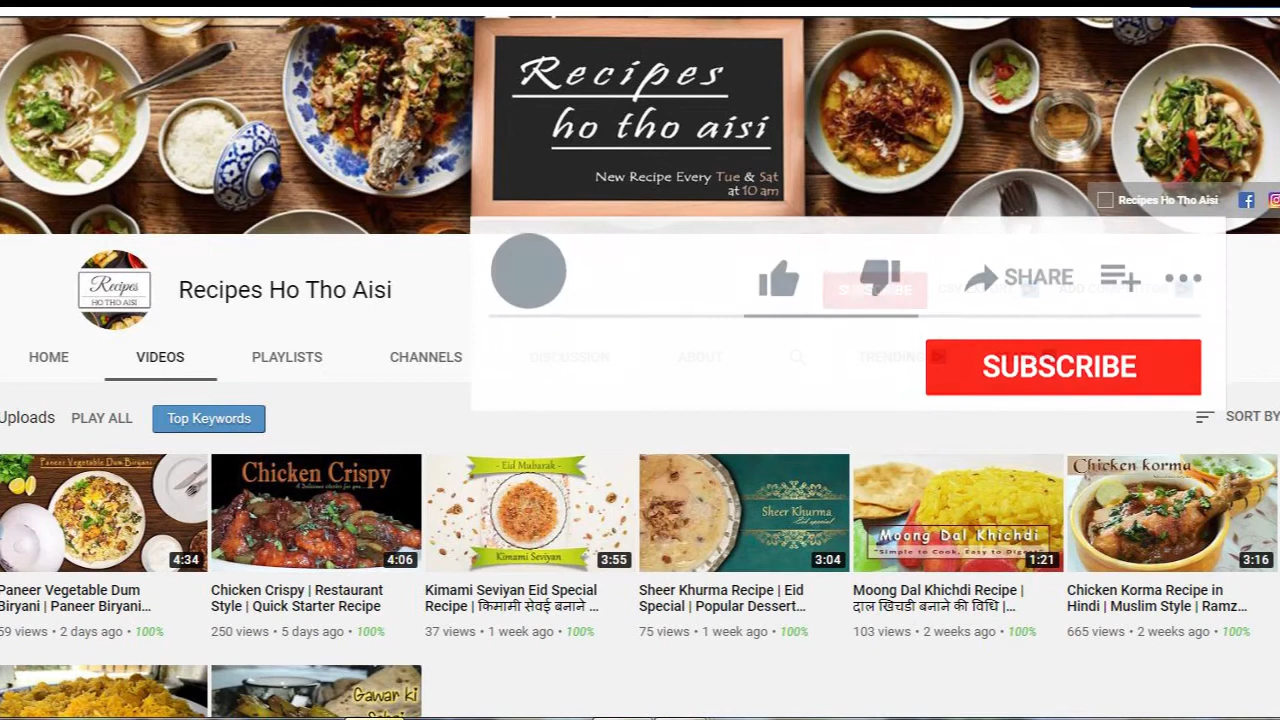 Recipes
ho tho aisi
New Recipe Every Tue & Sat
at 10 am
Recipes Ho Tho Aisi
Recipes
HO THO AISI
Recipes Ho Tho Aisi
SUBSCRIBE
SHARE
SUBSCRIBE
HOME VIDEOS PLAYLISTS CHANNELS DISCUSSION ABOUT TRENDING
Uploads PLAY ALL Top Keywords SORT BY
Paneer Vegetable Dum Biryani
4:34
Chicken Crispy
4:06
- Eid Mubarak -
Kimami Seviyan
3:55
Sheer Khurma
Eid special
3:04
Moong Dal Khichdi
"Simple to Cook, Easy to Digest
1:21
Chicken korma
3:16
Paneer Vegetable Dum
Biryani | Paneer Biryani...
59 views • 2 days ago • 100%
Chicken Crispy | Restaurant
Style | Quick Starter Recipe
250 views • 5 days ago • 100%
Kimami Seviyan Eid Special
Recipe | किमामी सेवई बनाने ...
37 views • 1 week ago • 100%
Sheer Khurma Recipe | Eid
Special | Popular Dessert...
75 views • 1 week ago • 100%
Moong Dal Khichdi Recipe |
दाल खिचडी बनाने की विधि |...
103 views • 2 weeks ago • 100%
Chicken Korma Recipe in
Hindi | Muslim Style | Ramz...
665 views • 2 weeks ago • 100%
Gawar ki